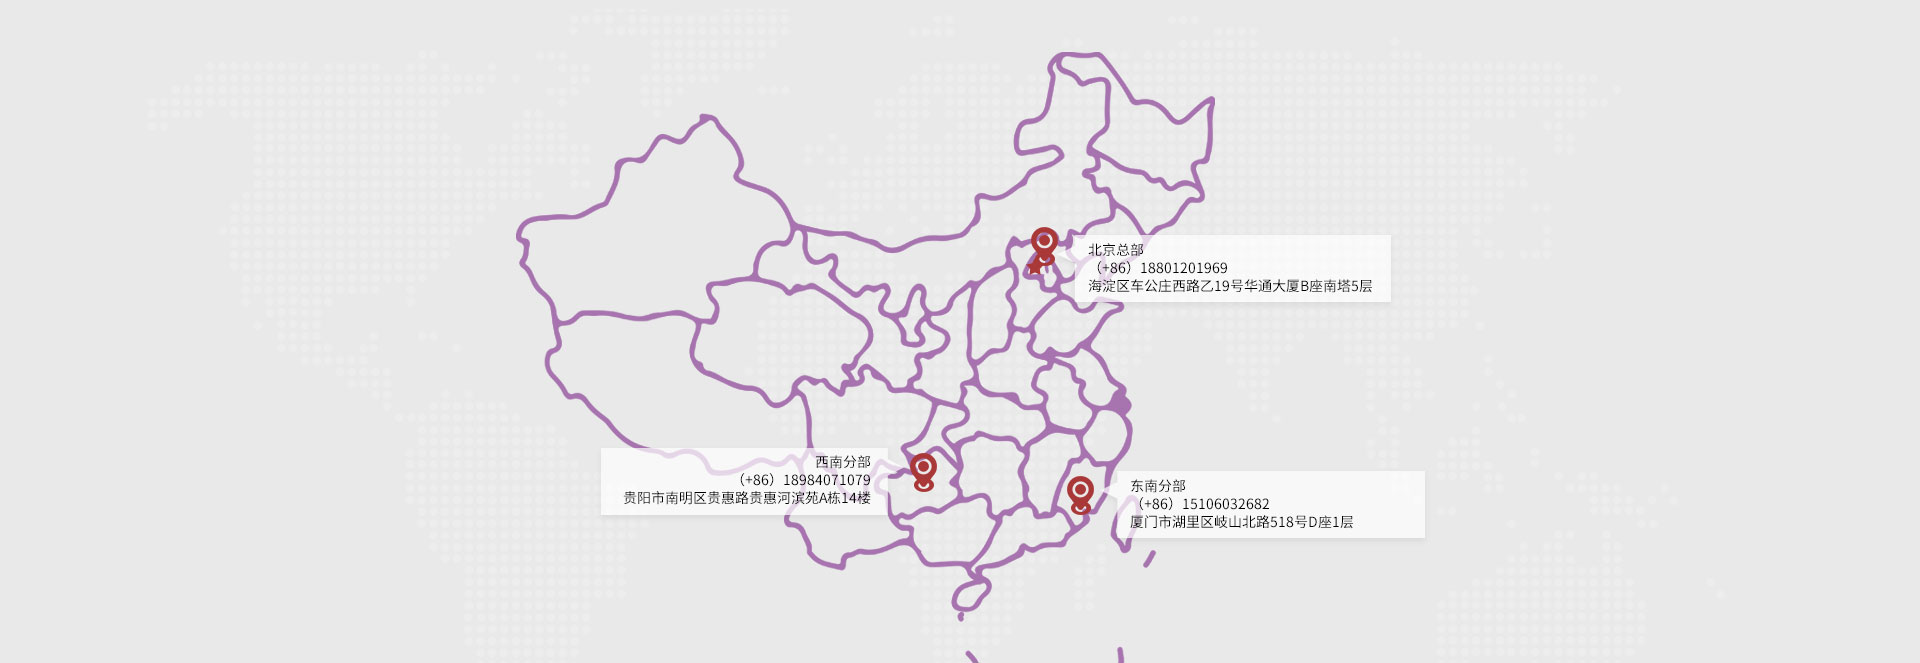 北京总部
（+86）18801201969
海淀区车公庄西路乙19号华通大厦B座南塔5层
西南分部
（+86）18984071079
贵阳市南明区贵惠路贵惠河滨苑A栋14楼
东南分部
（+86）15106032682
厦门市湖里区岐山北路518号D座1层